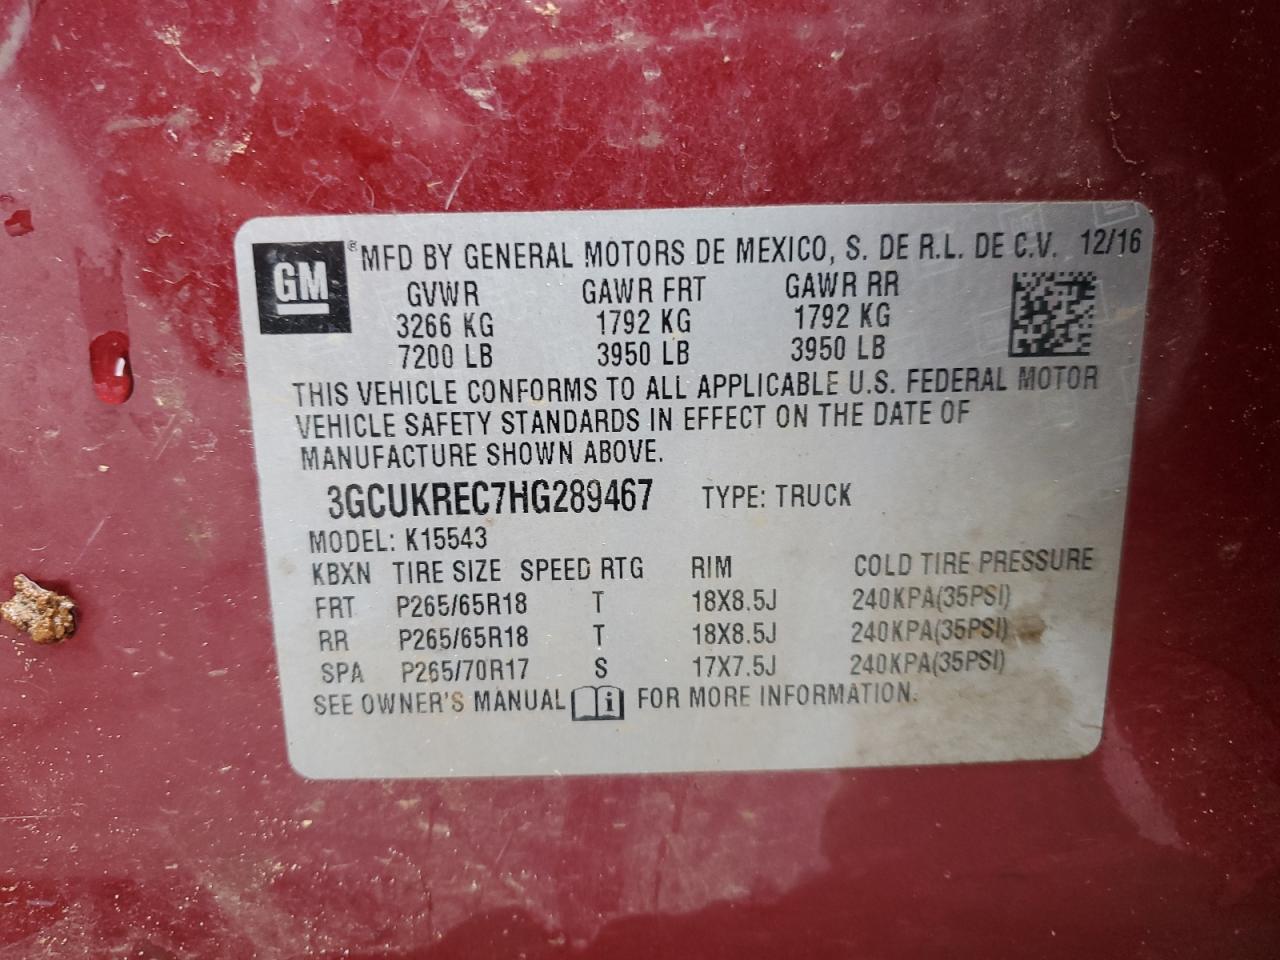 GM ® MFD BY GENERAL MOTORS DE MEXICO, S. DE R.L. DE C.V. 12/16
GVWR GAWR FRT GAWR RR
3266 KG 1792 KG 1792 KG
7200 LB 3950 LB 3950 LB
THIS VEHICLE CONFORMS TO ALL APPLICABLE U.S. FEDERAL MOTOR
VEHICLE SAFETY STANDARDS IN EFFECT ON THE DATE OF
MANUFACTURE SHOWN ABOVE.
3GCUKREC7HG289467 TYPE: TRUCK
MODEL: K15543
KBXN TIRE SIZE SPEED RTG RIM COLD TIRE PRESSURE
FRT P265/65R18 T 18X8.5J 240KPA(35PSI)
RR P265/65R18 T 18X8.5J 240KPA(35PSI)
SPA P265/70R17 S 17X7.5J 240KPA(35PSI)
SEE OWNER'S MANUAL i FOR MORE INFORMATION.